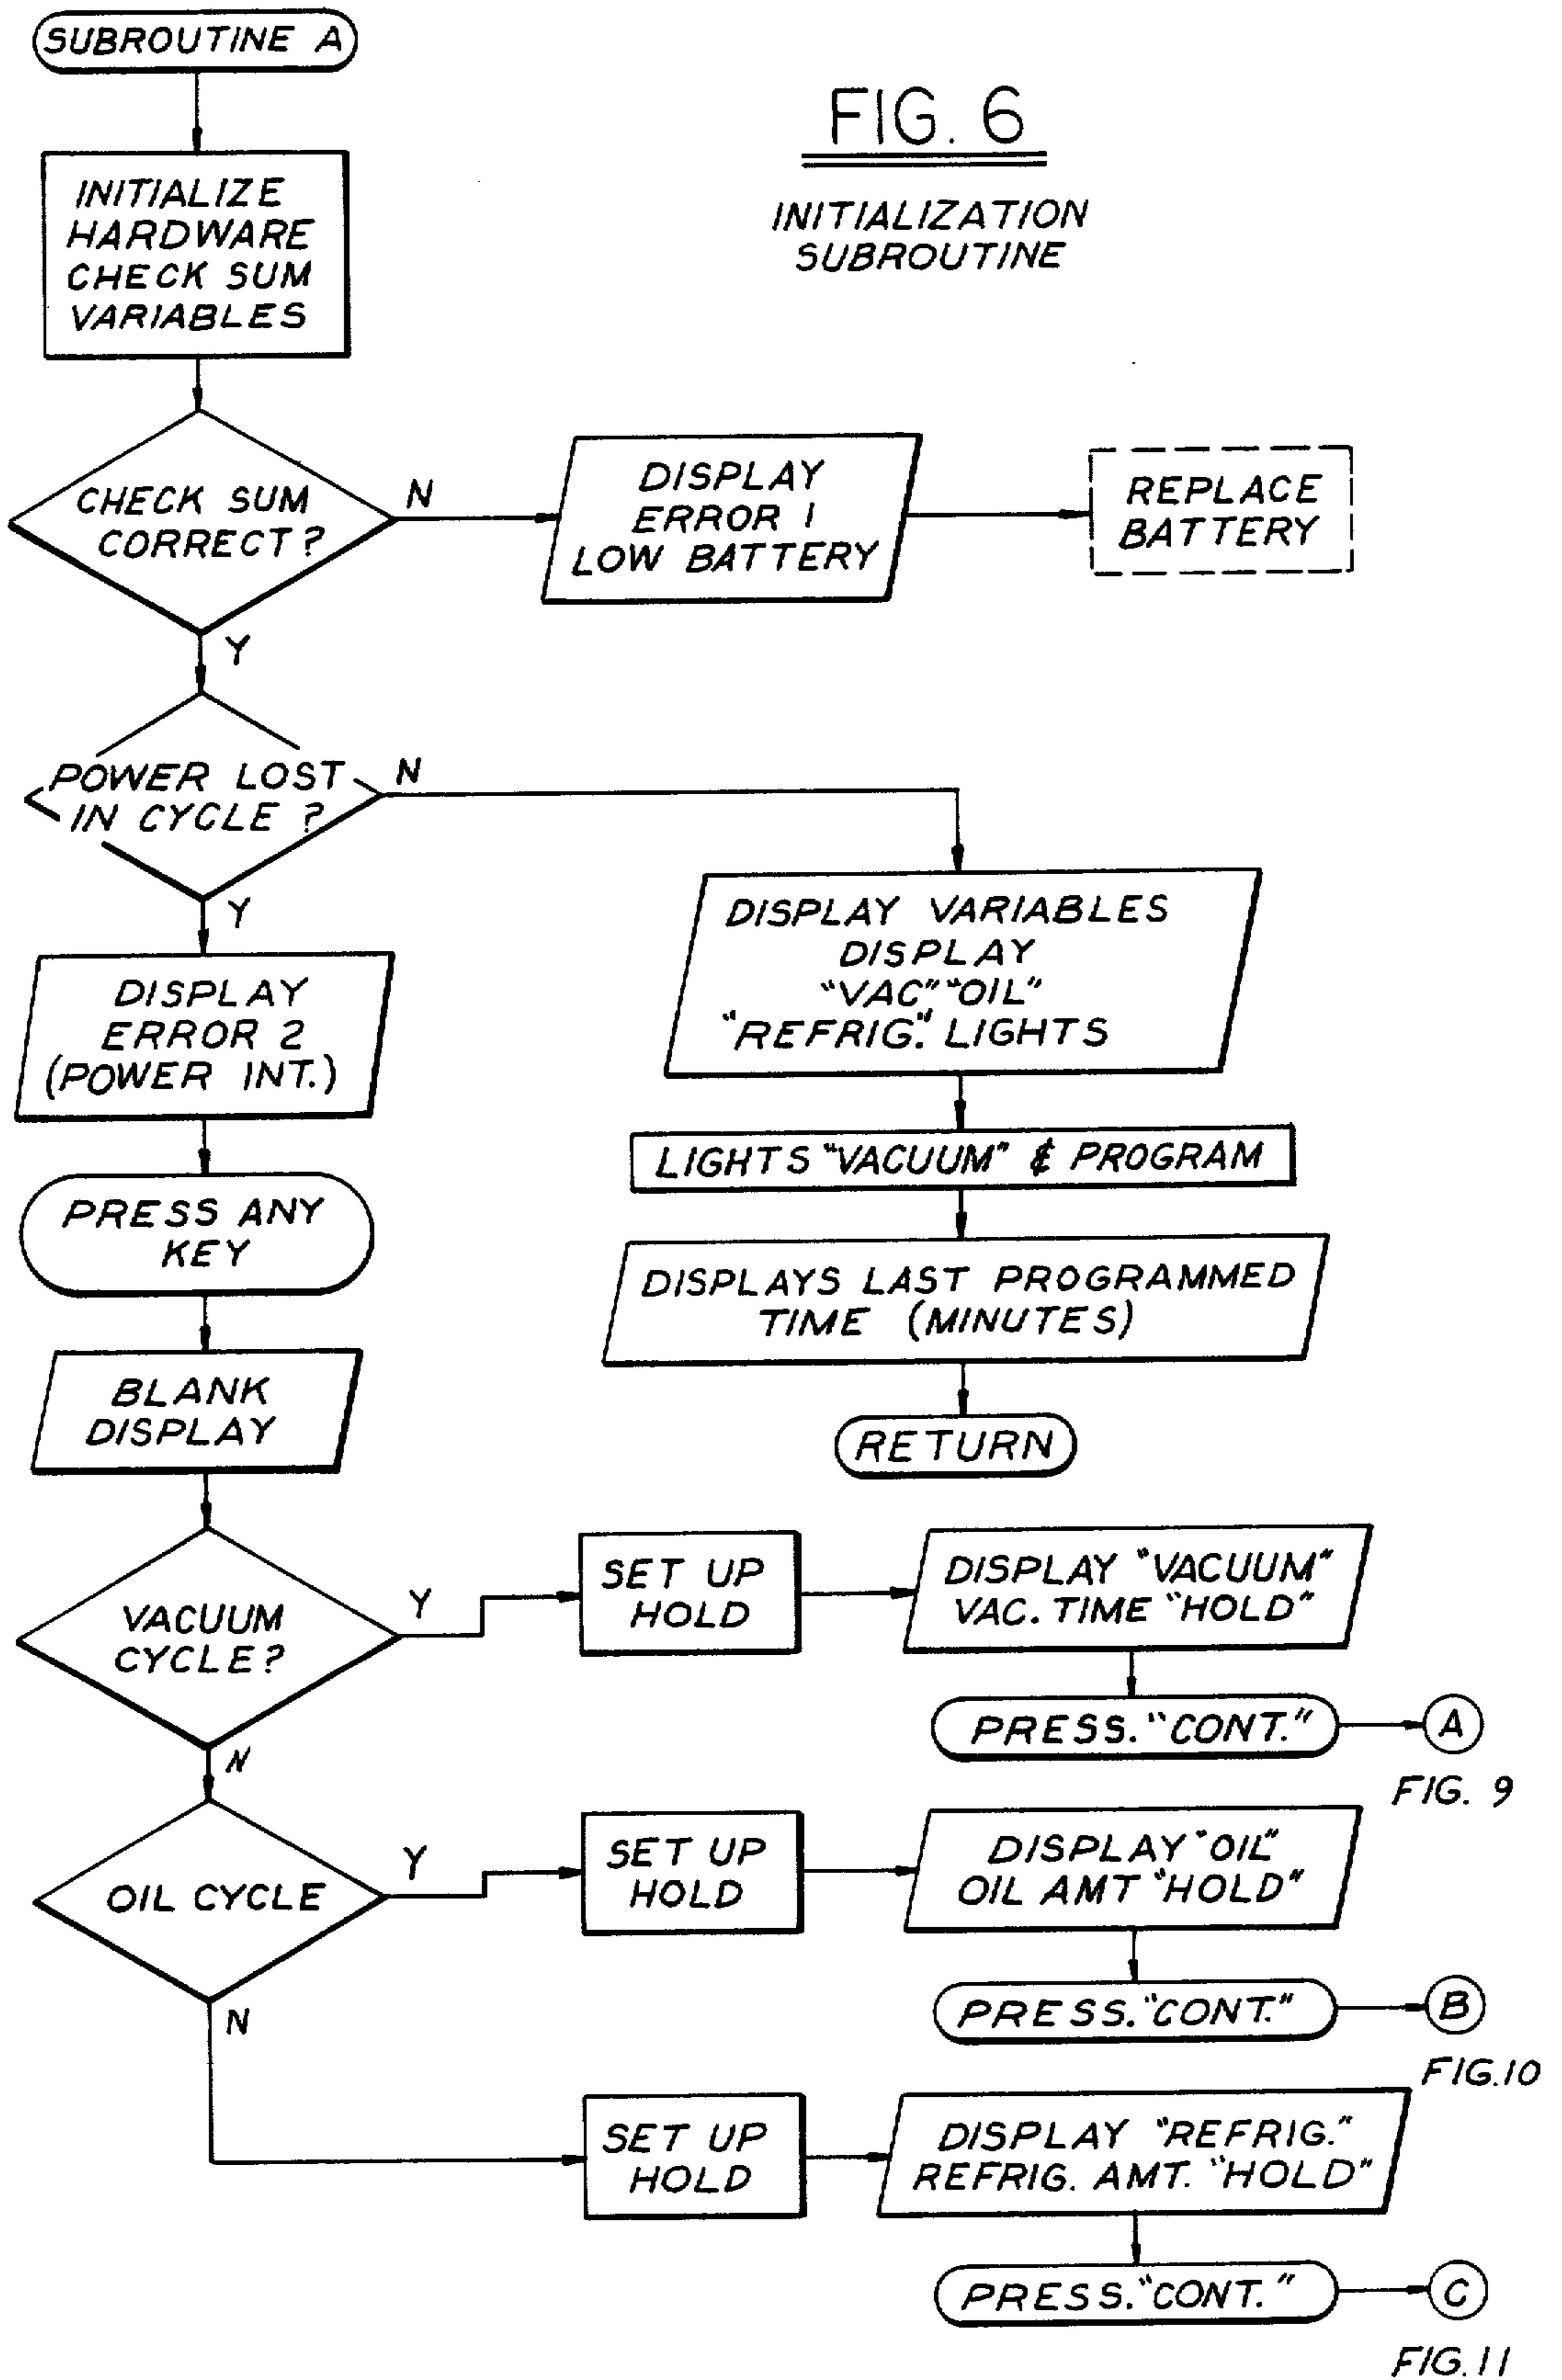 SUBROUTINE A
FIG. 6
INITIALIZATION
SUBROUTINE
INITIALIZE
HARDWARE
CHECK SUM
VARIABLES
CHECK SUM
CORRECT?
N
DISPLAY
ERROR 1
LOW BATTERY
REPLACE
BATTERY
Y
POWER LOST
IN CYCLE ?
N
Y
DISPLAY VARIABLES
DISPLAY
"VAC" "OIL"
"REFRIG." LIGHTS
DISPLAY
ERROR 2
(POWER INT.)
LIGHTS "VACUUM" & PROGRAM
PRESS ANY
KEY
DISPLAYS LAST PROGRAMMED
TIME (MINUTES)
BLANK
DISPLAY
RETURN
VACUUM
CYCLE?
Y
SET UP
HOLD
DISPLAY "VACUUM"
VAC. TIME "HOLD"
PRESS. "CONT."
A
FIG. 9
N
OIL CYCLE
Y
SET UP
HOLD
DISPLAY "OIL"
OIL AMT "HOLD"
PRESS. "CONT."
B
FIG. 10
N
SET UP
HOLD
DISPLAY "REFRIG."
REFRIG. AMT. "HOLD"
PRESS. "CONT."
C
FIG. 11